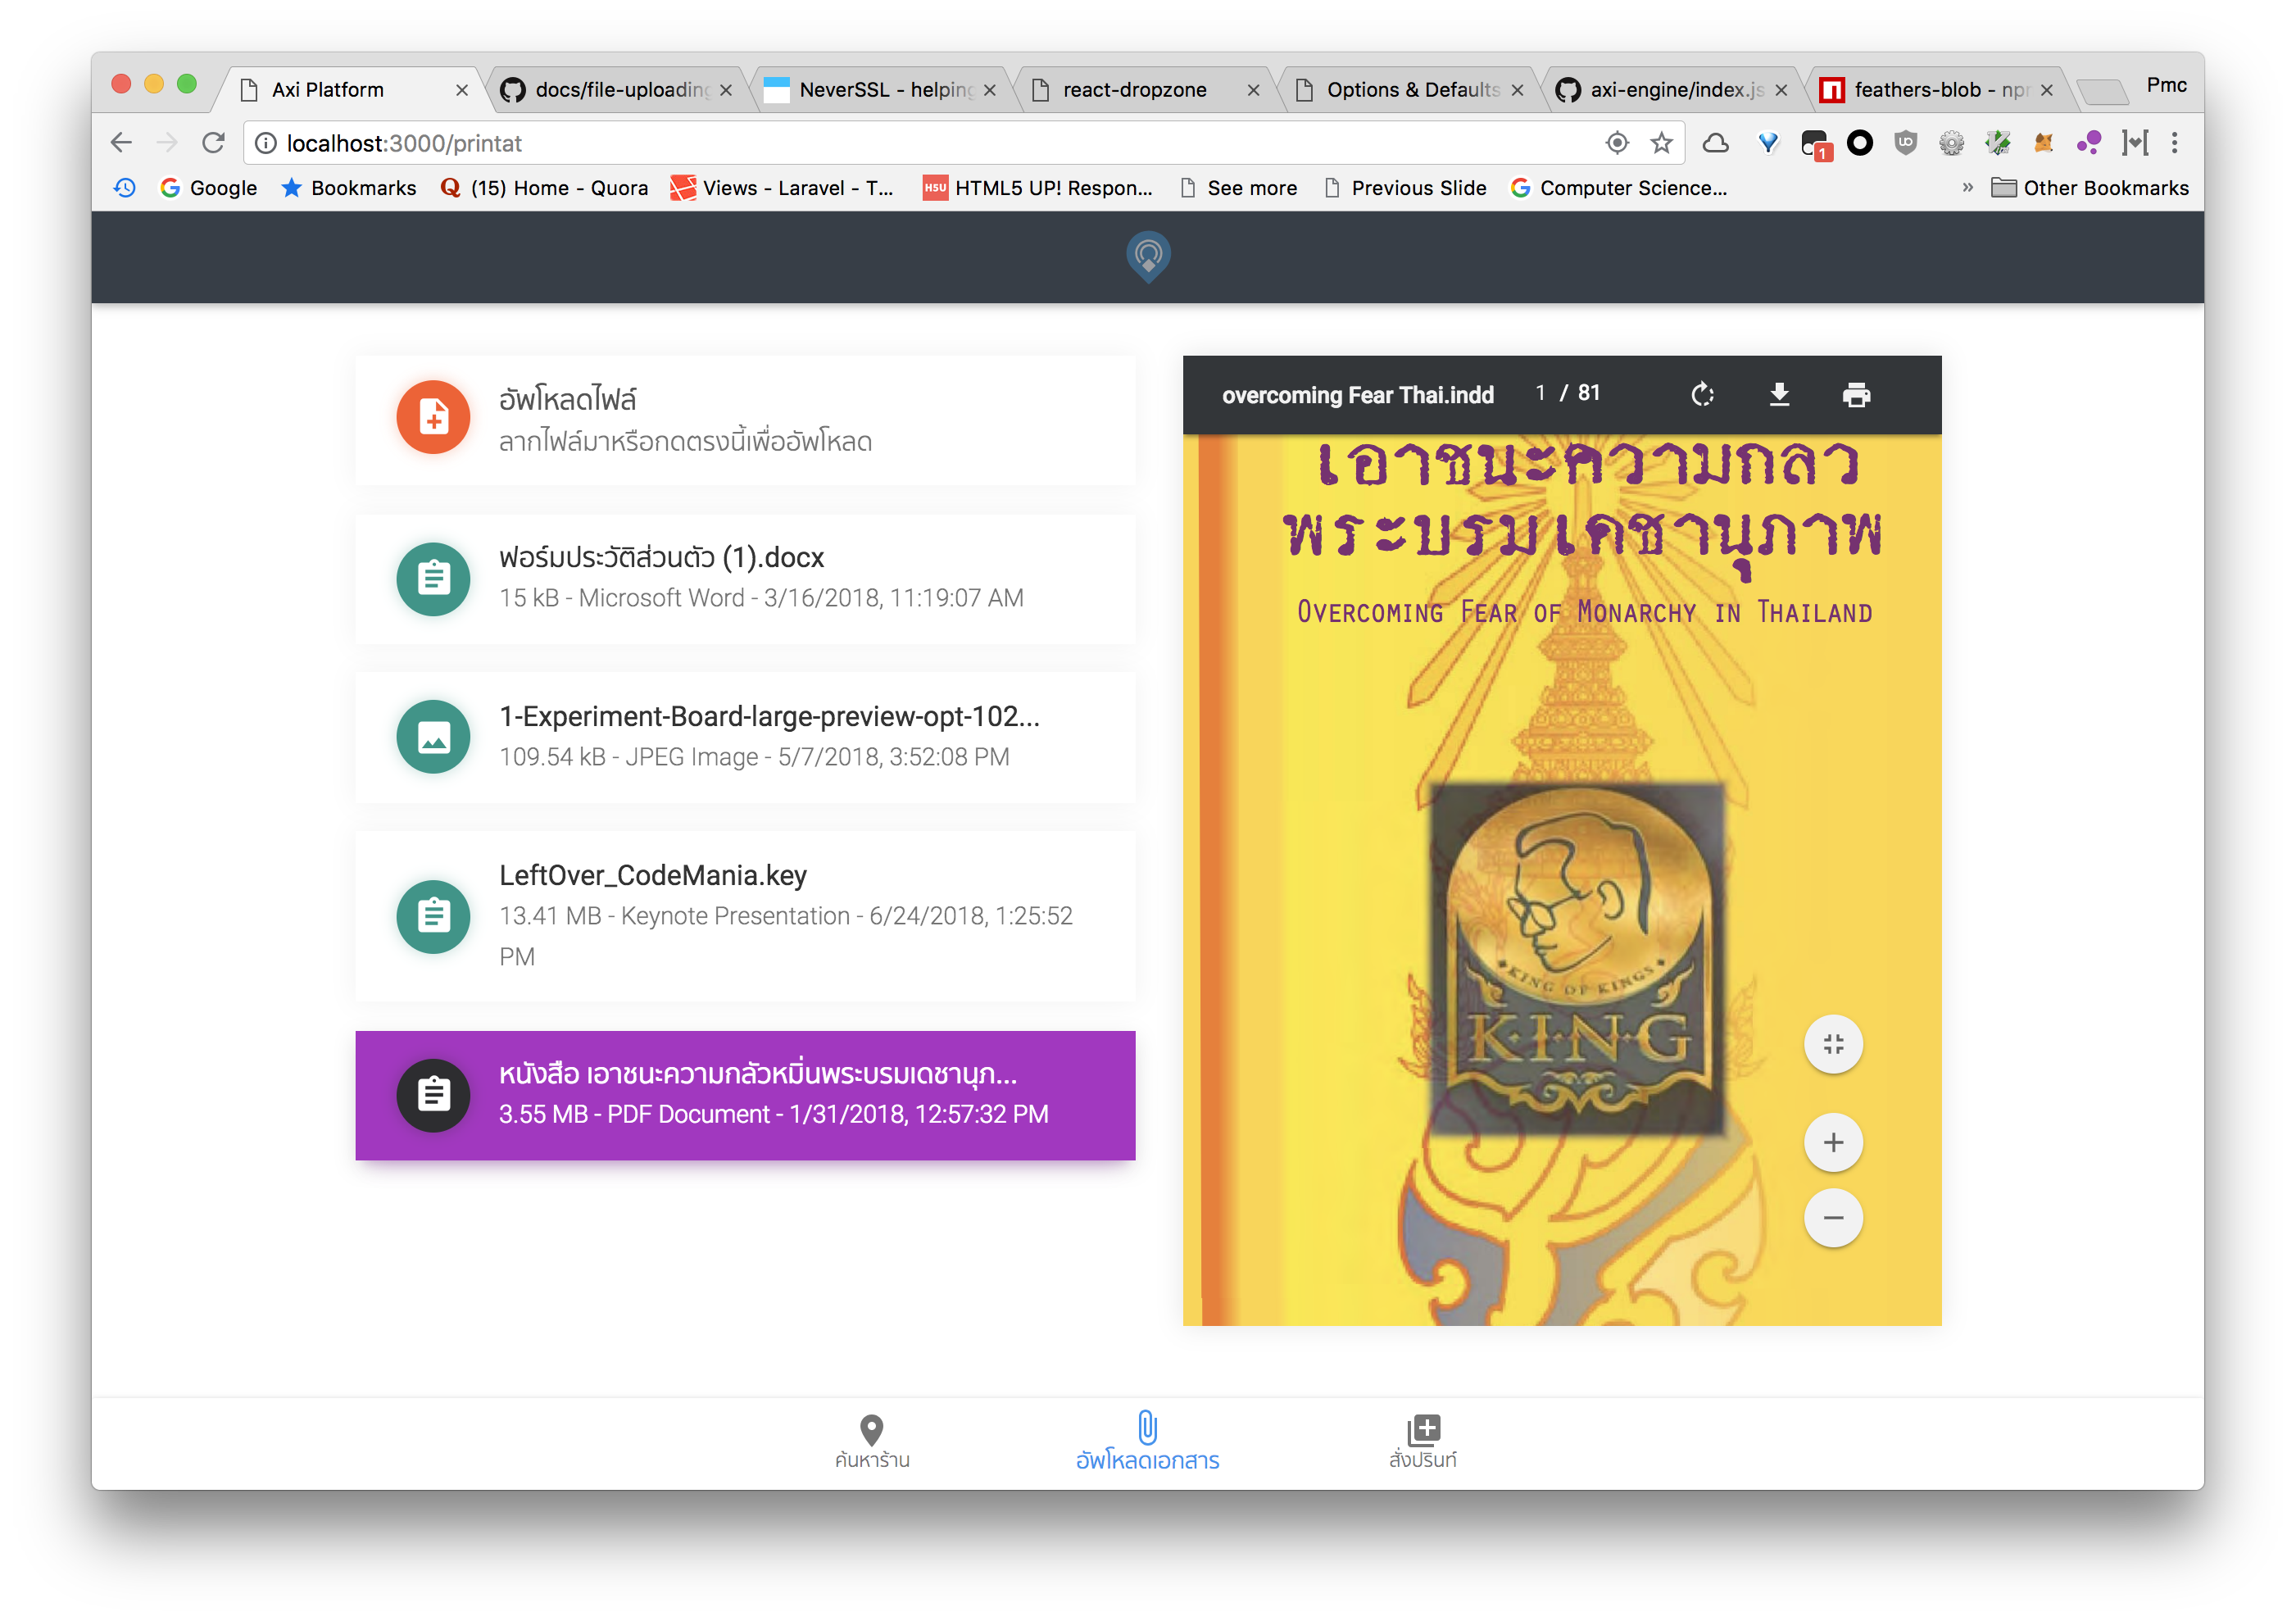 Axi Platform
docs/file-uploading
NeverSSL - helping
react-dropzone
Options & Defaults
axi-engine/index.js
feathers-blob - npm
Pmc
localhost:3000/printat
1
Google
Bookmarks
(15) Home - Quora
Views - Laravel - T...
H5U
HTML5 UP! Respon...
See more
Previous Slide
Computer Science...
»
Other Bookmarks
อัพโหลดไฟล์
ลากไฟล์มาหรือกดตรงนี้เพื่ออัพโหลด
ฟอร์มประวัติส่วนตัว (1).docx
15 kB - Microsoft Word - 3/16/2018, 11:19:07 AM
1-Experiment-Board-large-preview-opt-102...
109.54 kB - JPEG Image - 5/7/2018, 3:52:08 PM
LeftOver_CodeMania.key
13.41 MB - Keynote Presentation - 6/24/2018, 1:25:52
PM
หนังสือ เอาชนะความกลัวหมิ่นพระบรมเดชานุภ...
3.55 MB - PDF Document - 1/31/2018, 12:57:32 PM
overcoming Fear Thai.indd
1 / 81
เอาชนะความกลว
พระบรมเดชานุภาพ
Overcoming Fear of Monarchy in Thailand
KING OF KINGS
KING
ค้นหาร้าน
อัพโหลดเอกสาร
สั่งปรินท์